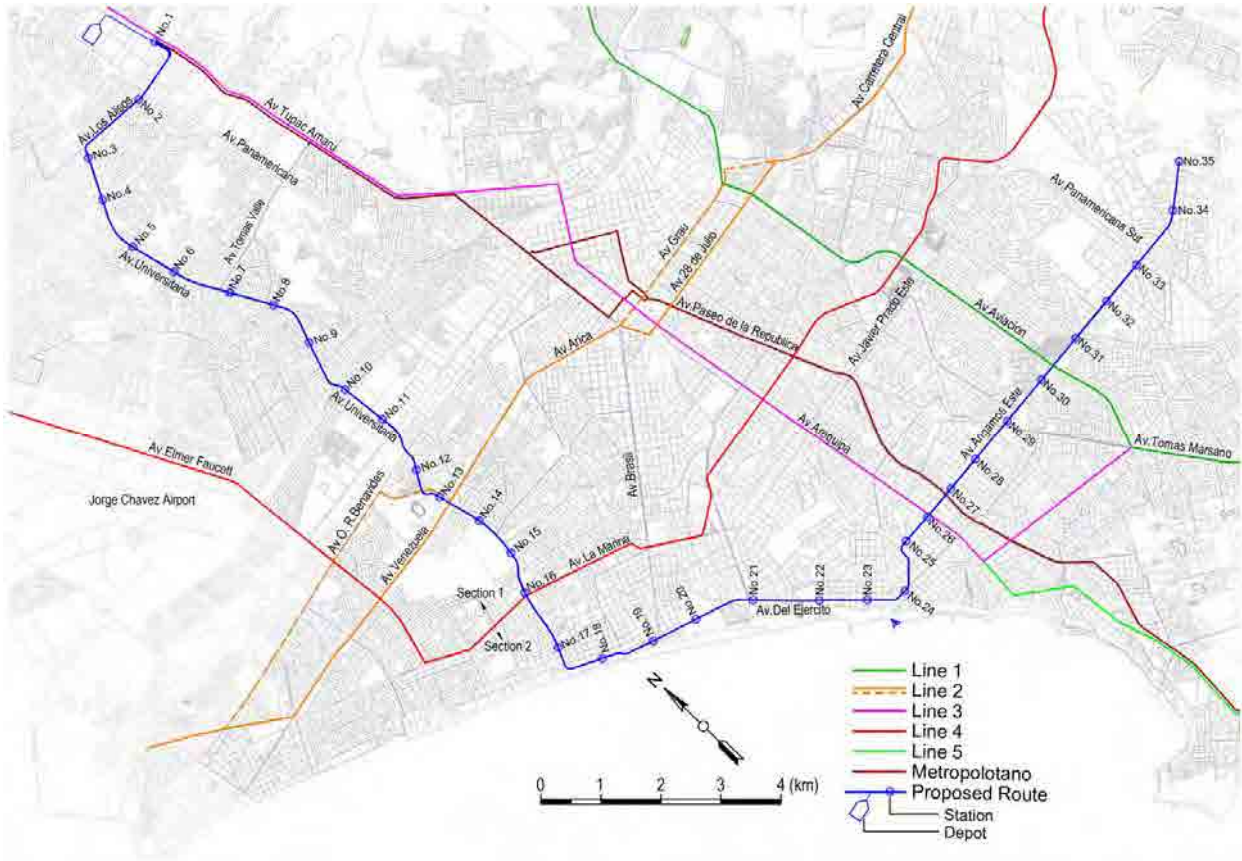 No.1
Av.Los Alisos
No.2
No.3
No.4
No.5
No.6
No.7
No.8
No.9
No.10
No.11
No.12
No.13
No.14
No.15
No.16
No.17
No.18
No.19
No.20
No.21
No.22
No.23
No.24
No.25
No.26
No.27
No.28
No.29
No.30
No.31
No.32
No.33
No.34
No.35
Av.Tupac Amaru
Av.Panamericana
Av.Tomas Valle
Av.Universitaria
Av.Universitaria
Av.Carretera Central
Av.Panamericana Sut
Av.Grau
Av.28 de Julio
Av.Paseo de la Republica
Av.Javier Prado Este
Av.Aviacion
Av.Arica
Av.Brasil
Av.Arequipa
Av.Angamos Este
Av.Tomas Marsano
Av.Elmer Faucett
Jorge Chavez Airport
Av.O. R.Benavides
Av.Venezuela
Av.La Marina
Section 1
Section 2
Av.Del Ejercito
N
0 1 2 3 4 (km)
Line 1
Line 2
Line 3
Line 4
Line 5
Metropolotano
Proposed Route
Station
Depot